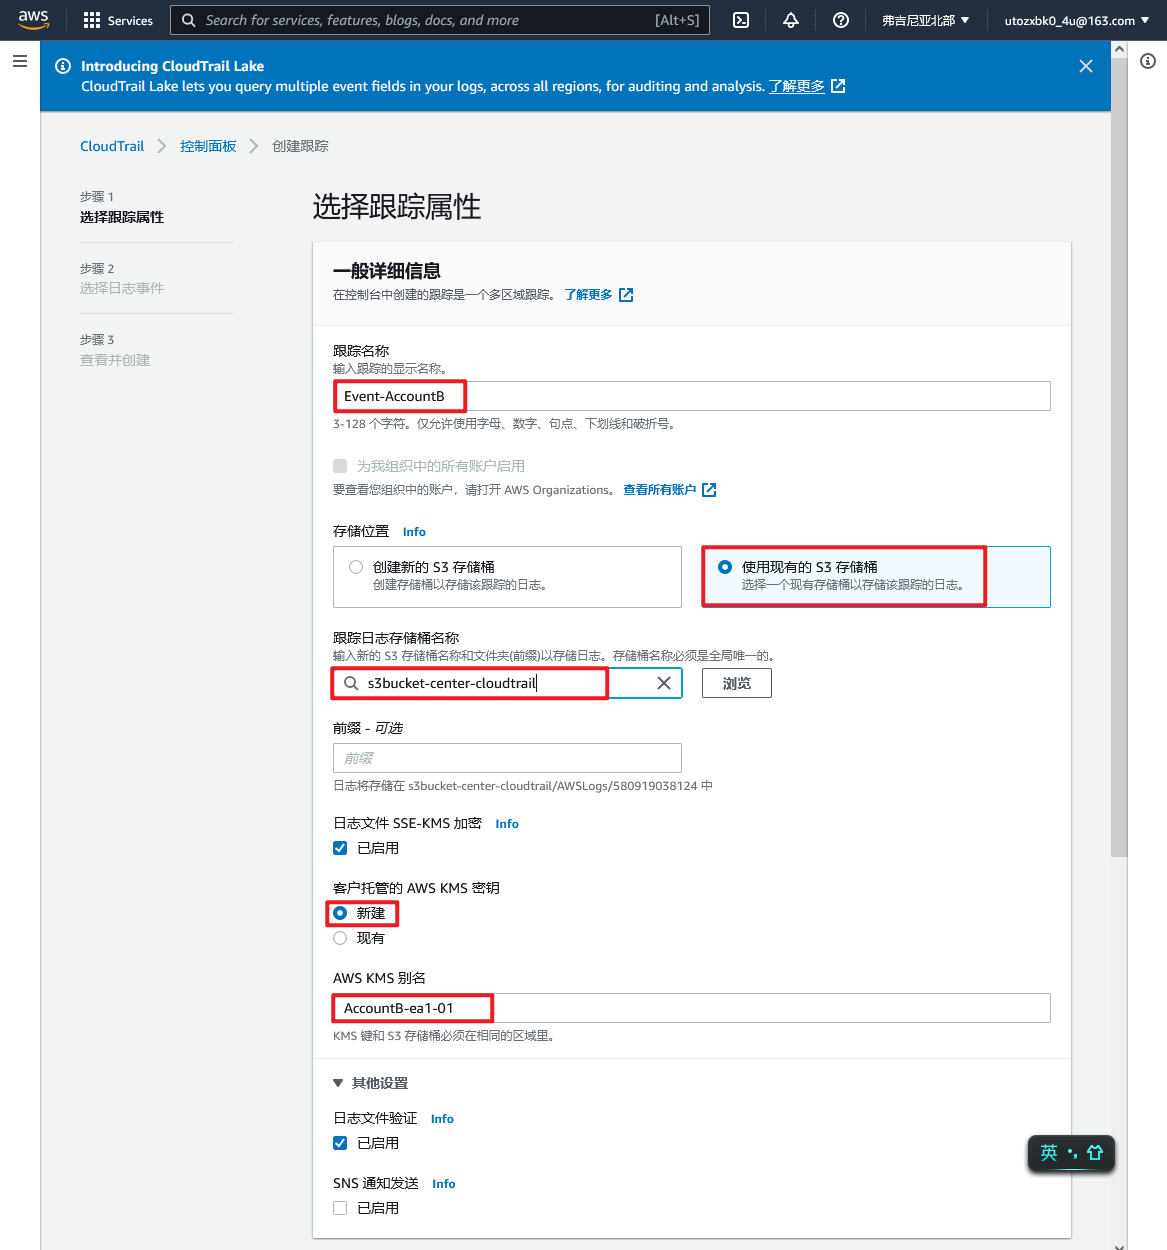 aws
Services
Search for services, features, blogs, docs, and more
[Alt+S]
弗吉尼亚北部 ▼
utozxbk0_4u@163.com ▼
Introducing CloudTrail Lake
CloudTrail Lake lets you query multiple event fields in your logs, across all regions, for auditing and analysis. 了解更多
CloudTrail
控制面板
创建跟踪
步骤 1
选择跟踪属性
步骤 2
选择日志事件
步骤 3
查看并创建
选择跟踪属性
一般详细信息
在控制台中创建的跟踪是一个多区域跟踪。 了解更多
跟踪名称
输入跟踪的显示名称。
Event-AccountB
3-128 个字符。仅允许使用字母、数字、句点、下划线和破折号。
为我组织中的所有账户启用
要查看您组织中的账户，请打开 AWS Organizations。 查看所有账户
存储位置 Info
创建新的 S3 存储桶
创建存储桶以存储该跟踪的日志。
使用现有的 S3 存储桶
选择一个现有存储桶以存储该跟踪的日志。
跟踪日志存储桶名称
输入新的 S3 存储桶名称和文件夹(前缀)以存储日志。存储桶名称必须是全局唯一的。
s3bucket-center-cloudtrail
浏览
前缀 - 可选
前缀
日志将存储在 s3bucket-center-cloudtrail/AWSLogs/580919038124 中
日志文件 SSE-KMS 加密 Info
已启用
客户托管的 AWS KMS 密钥
新建
现有
AWS KMS 别名
AccountB-ea1-01
KMS 键和 S3 存储桶必须在相同的区域里。
▼ 其他设置
日志文件验证 Info
已启用
SNS 通知发送 Info
已启用
英